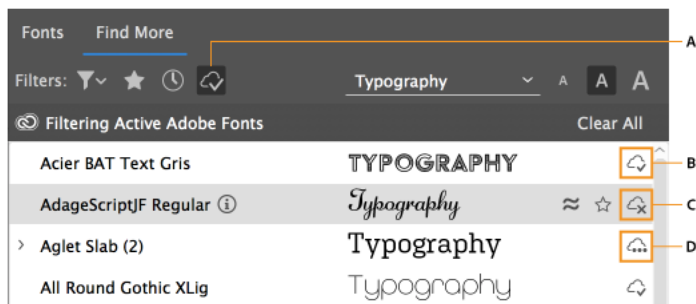 Fonts Find More
A
Filters: Typography A A A
Filtering Active Adobe Fonts Clear All
Acier BAT Text Gris TYPOGRAPHY B
AdageScriptJF Regular Typography C
Aglet Slab (2) Typography D
All Round Gothic XLig Typography